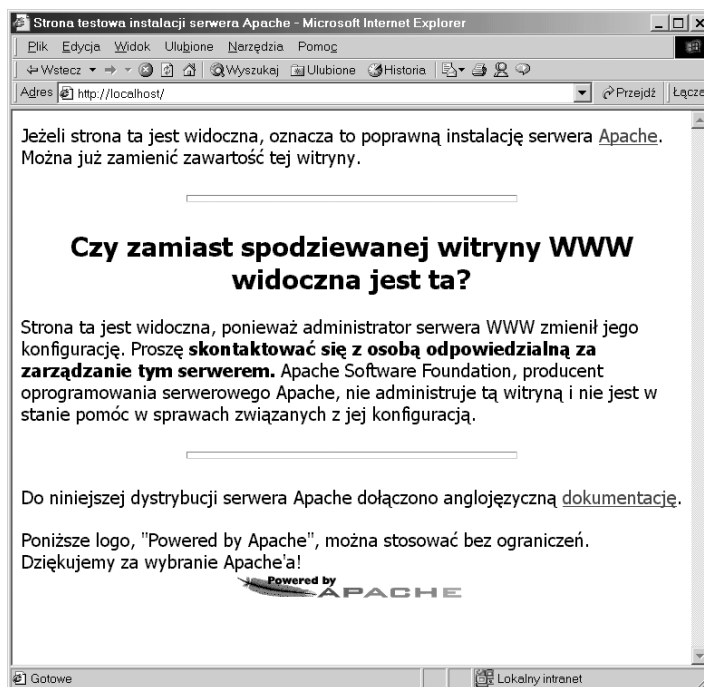 Strona testowa instalacji serwera Apache - Microsoft Internet Explorer
Plik Edycja Widok Ulubione Narzędzia Pomoc
Wstecz Wyszukaj Ulubione Historia
Adres http://localhost/ Przejdź Łącze
Jeżeli strona ta jest widoczna, oznacza to poprawną instalację serwera Apache.
Można już zamienić zawartość tej witryny.
Czy zamiast spodziewanej witryny WWW
widoczna jest ta?
Strona ta jest widoczna, ponieważ administrator serwera WWW zmienił jego
konfigurację. Proszę skontaktować się z osobą odpowiedzialną za
zarządzanie tym serwerem. Apache Software Foundation, producent
oprogramowania serwerowego Apache, nie administruje tą witryną i nie jest w
stanie pomóc w sprawach związanych z jej konfiguracją.
Do niniejszej dystrybucji serwera Apache dołączono anglojęzyczną dokumentację.
Poniższe logo, "Powered by Apache", można stosować bez ograniczeń.
Dziękujemy za wybranie Apache'a!
Powered by
APACHE
Gotowe Lokalny intranet